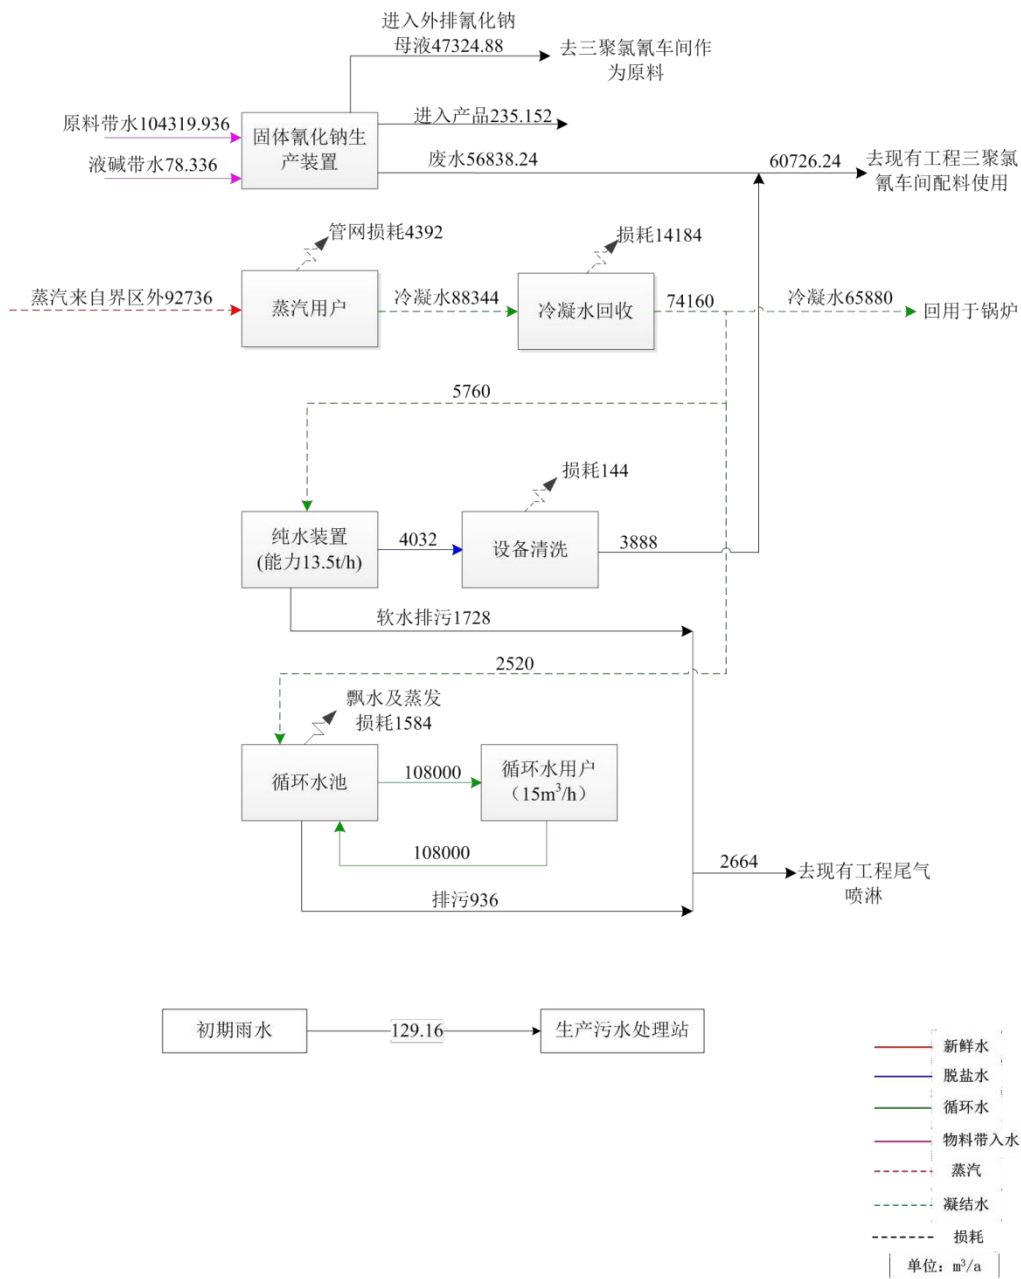 进入外排氰化钠
母液47324.88
去三聚氯氰车间作
为原料
原料带水104319.936
进入产品235.152
固体氰化钠生
产装置
液碱带水78.336
废水56838.24
60726.24
去现有工程三聚氯
氰车间配料使用
管网损耗4392
损耗14184
蒸汽来自界区外92736
蒸汽用户
冷凝水88344
冷凝水回收
74160
冷凝水65880
回用于锅炉
5760
损耗144
纯水装置
(能力13.5t/h)
4032
设备清洗
3888
软水排污1728
2520
飘水及蒸发
损耗1584
循环水池
108000
循环水用户
（15m³/h）
108000
2664
去现有工程尾气
喷淋
排污936
初期雨水
129.16
生产污水处理站
新鲜水
脱盐水
循环水
物料带入水
蒸汽
凝结水
损耗
单位：m³/a